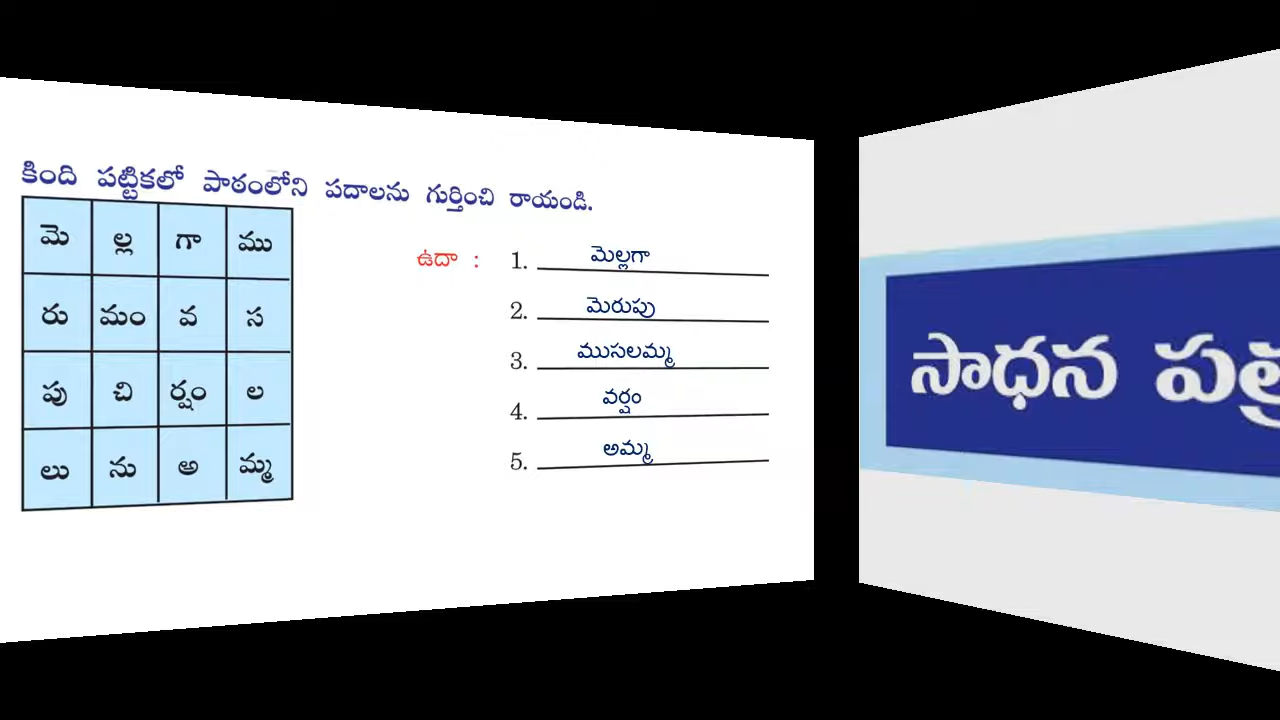 కింది పట్టికలో పాఠంలోని పదాలను గుర్తించి రాయండి.
మె ల్ల గా ము
రు మం వ స
పు చి ర్షం ల
లు ను అ మ్మ
ఉదా : 1. మెల్లగా
2. మెరుపు
3. ముసలమ్మ
4. వర్షం
5. అమ్మ
సాధన